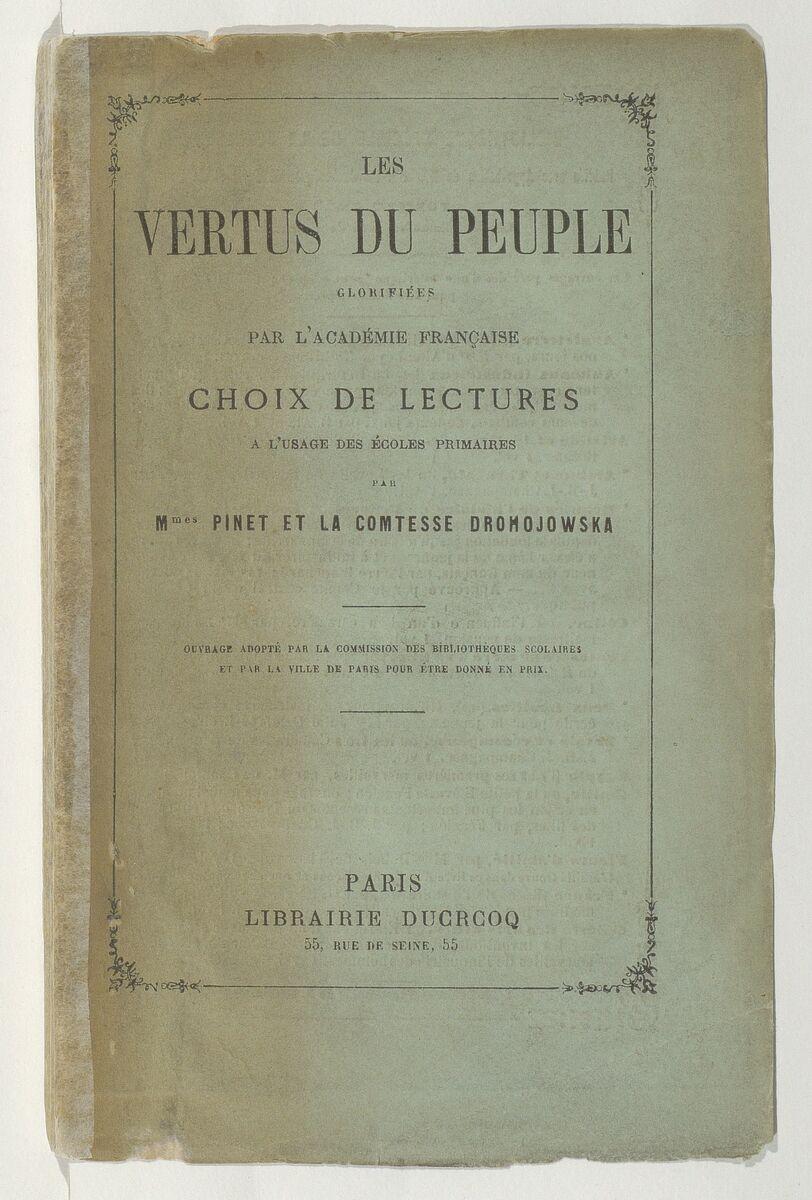 LES
VERTUS DU PEUPLE
GLORIFIÉES
PAR L'ACADÉMIE FRANÇAISE
CHOIX DE LECTURES
A L'USAGE DES ÉCOLES PRIMAIRES
PAR
Mmes PINET ET LA COMTESSE DROHOJOWSKA
OUVRAGE ADOPTÉ PAR LA COMMISSION DES BIBLIOTHÈQUES SCOLAIRES
ET PAR LA VILLE DE PARIS POUR ÊTRE DONNÉ EN PRIX.
PARIS
LIBRAIRIE DUCRCOQ
55, RUE DE SEINE, 55